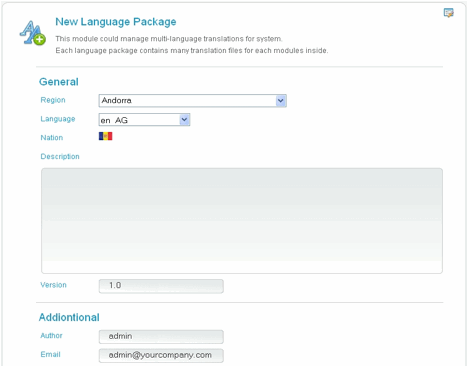 New Language Package
This module could manage multi-language translations for system.
Each language package contains many translation files for each modules inside.
General
Region Andorra
Language en AG
Nation
Description
Version 1.0
Addiontional
Author admin
Email admin@yourcompany.com